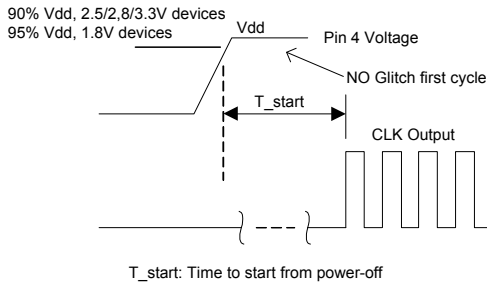 90% Vdd, 2.5/2,8/3.3V devices
95% Vdd, 1.8V devices
Vdd
Pin 4 Voltage
NO Glitch first cycle
T_start
CLK Output
T_start: Time to start from power-off